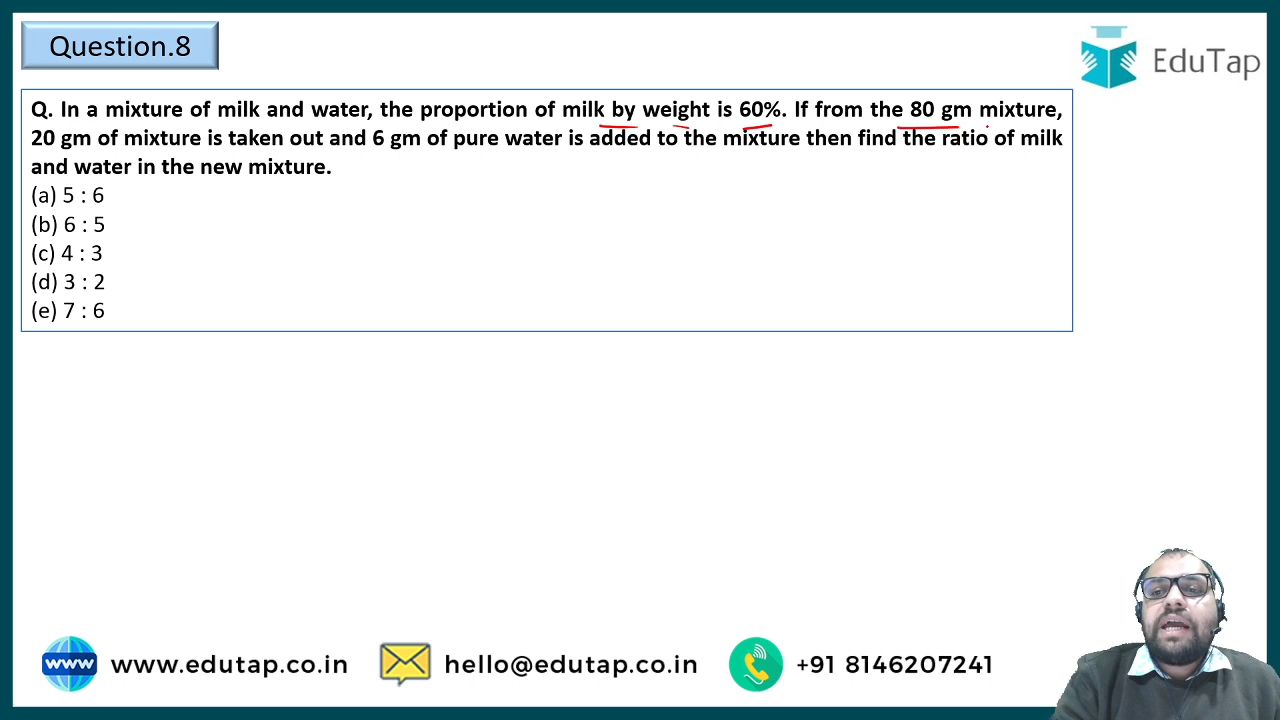 Question.8
EduTap
Q. In a mixture of milk and water, the proportion of milk by weight is 60%. If from the 80 gm mixture,
20 gm of mixture is taken out and 6 gm of pure water is added to the mixture then find the ratio of milk
and water in the new mixture.
(a) 5 : 6
(b) 6 : 5
(c) 4 : 3
(d) 3 : 2
(e) 7 : 6
www www.edutap.co.in hello@edutap.co.in +91 8146207241